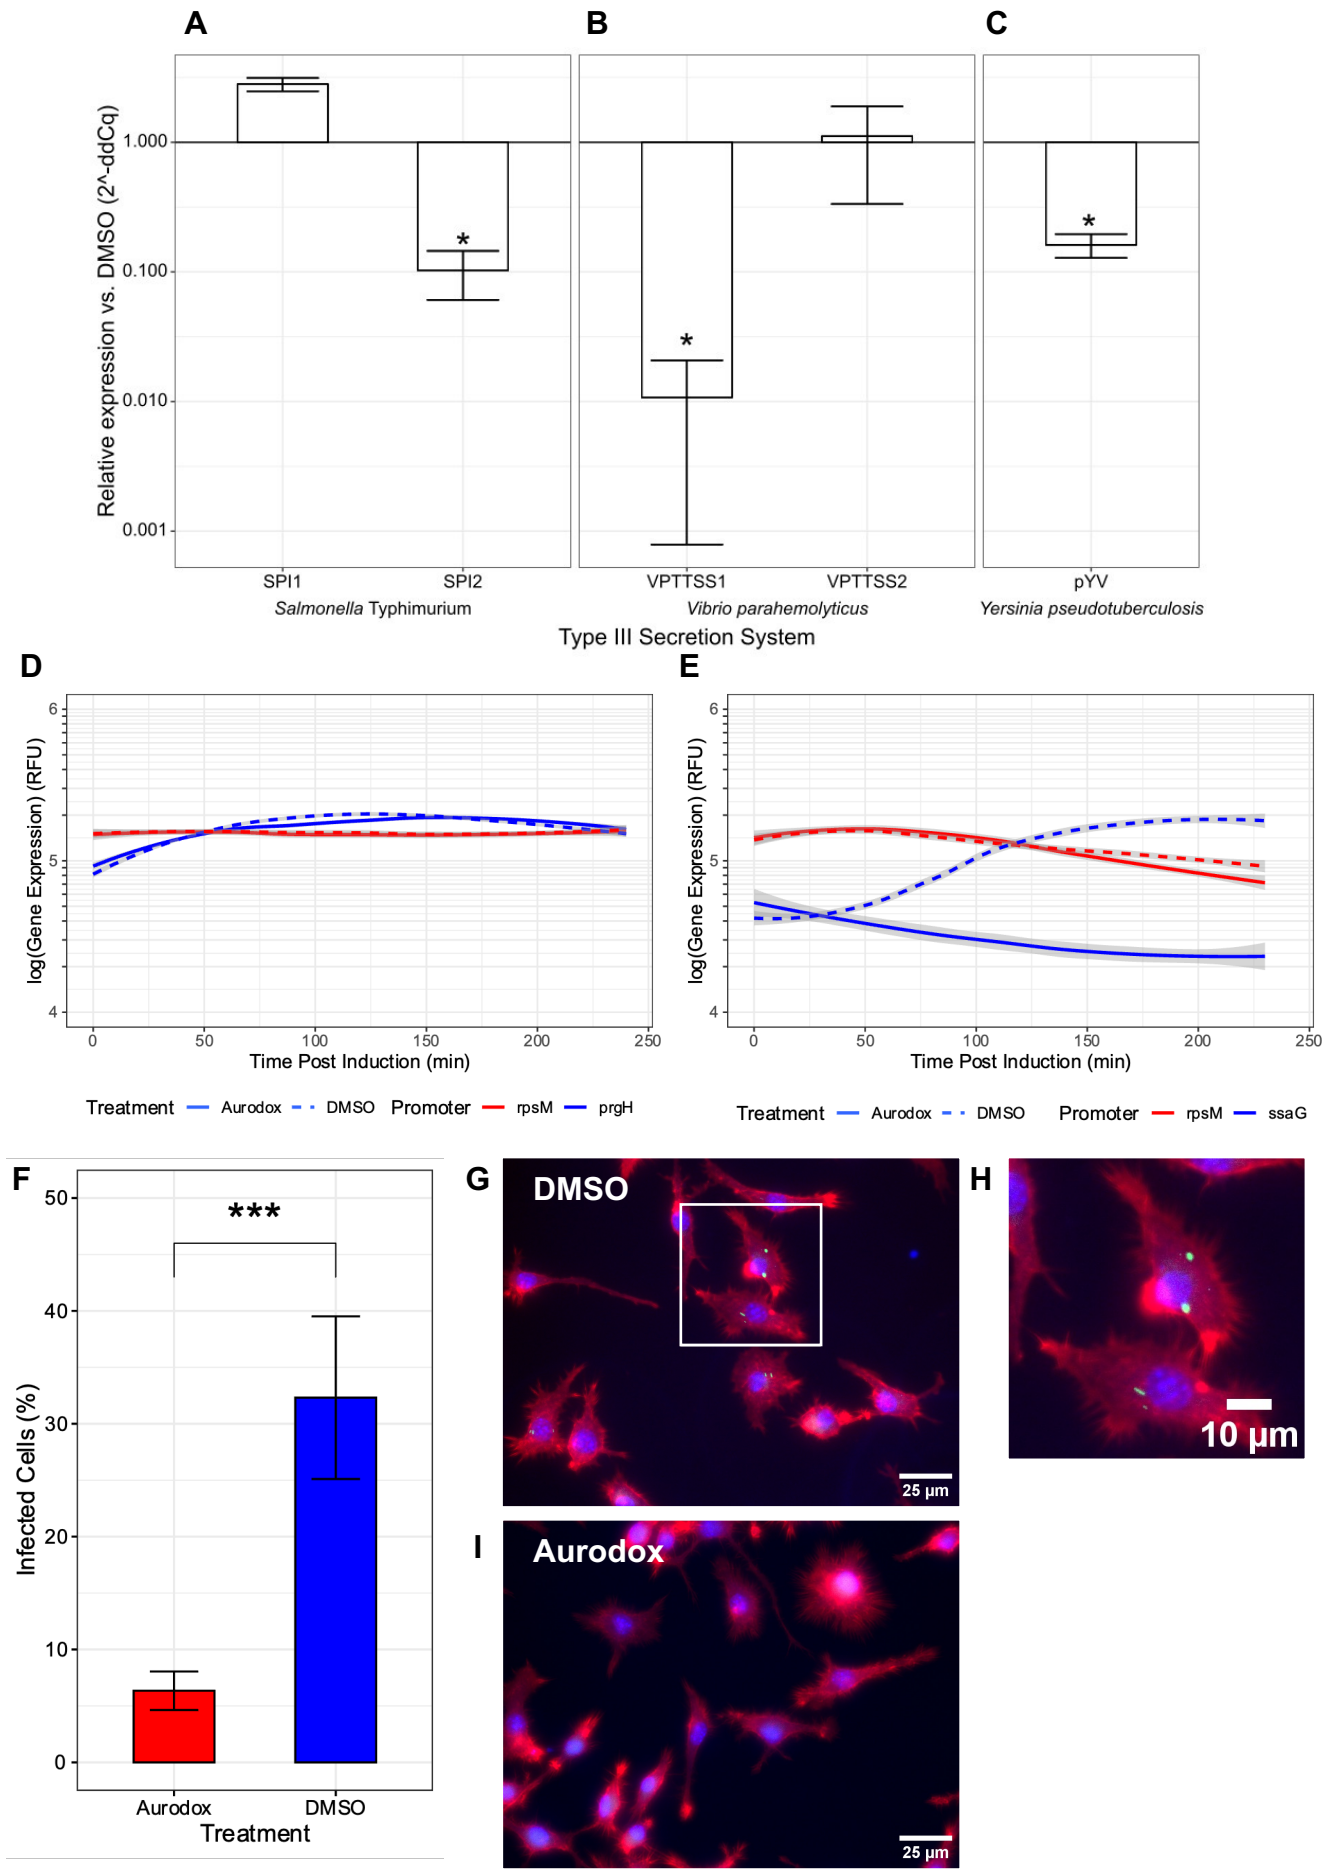 A B C
Relative expression vs. DMSO (2^-ddCq)
1.000
0.100
0.010
0.001
* * *
SPI1 SPI2 VPTTSS1 VPTTSS2 pYV
Salmonella Typhimurium Vibrio parahemolyticus Yersinia pseudotuberculosis
Type III Secretion System
D
log(Gene Expression) (RFU)
6
5
4
0 50 100 150 200 250
Time Post Induction (min)
Treatment Aurodox DMSO Promoter rpsM prgH
E
log(Gene Expression) (RFU)
6
5
4
0 50 100 150 200 250
Time Post Induction (min)
Treatment Aurodox DMSO Promoter rpsM ssaG
F
Infected Cells (%)
50
40
30
20
10
0
***
Aurodox DMSO
Treatment
G
DMSO
25 µm
H
10 µm
I
Aurodox
25 µm